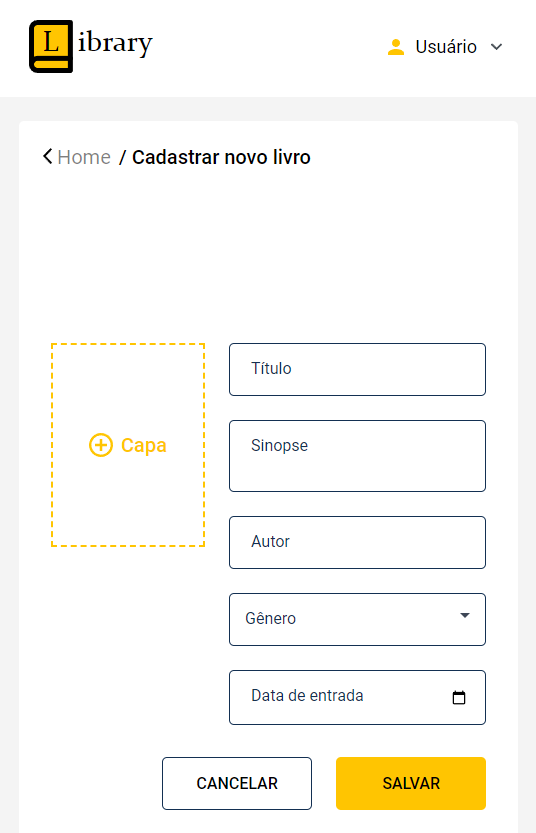 Library
Usuário
Home / Cadastrar novo livro
Capa
Título
Sinopse
Autor
Gênero
Data de entrada
CANCELAR
SALVAR